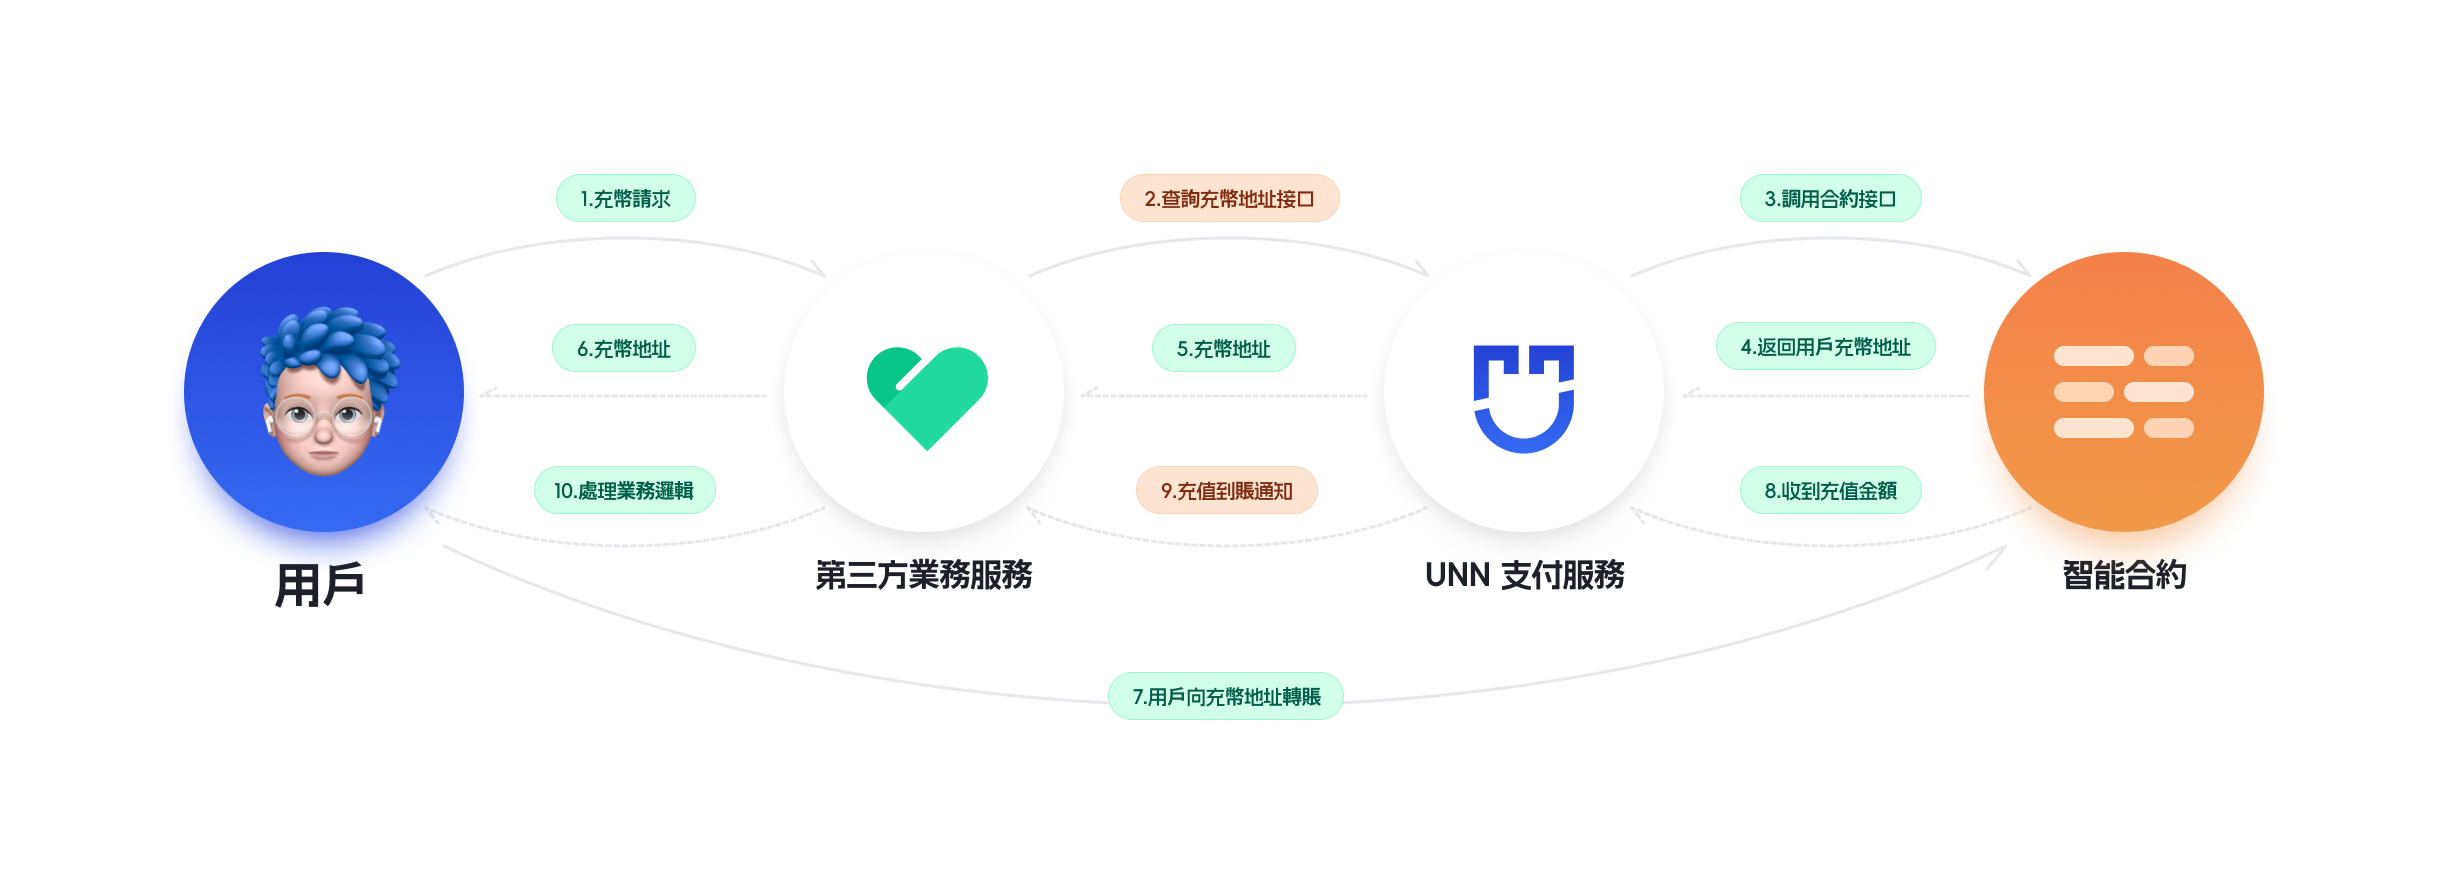 1.充幣請求
2.查詢充幣地址接口
3.調用合約接口
6.充幣地址
5.充幣地址
4.返回用戶充幣地址
10.處理業務邏輯
9.充值到賬通知
8.收到充值金額
用戶
第三方業務服務
UNN 支付服務
智能合約
7.用戶向充幣地址轉賬